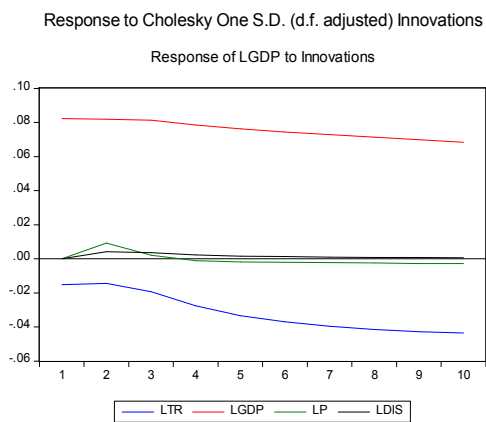 Response to Cholesky One S.D. (d.f. adjusted) Innovations
Response of LGDP to Innovations
.10
.08
.06
.04
.02
.00
-.02
-.04
-.06
1 2 3 4 5 6 7 8 9 10
LTR LGDP LP LDIS